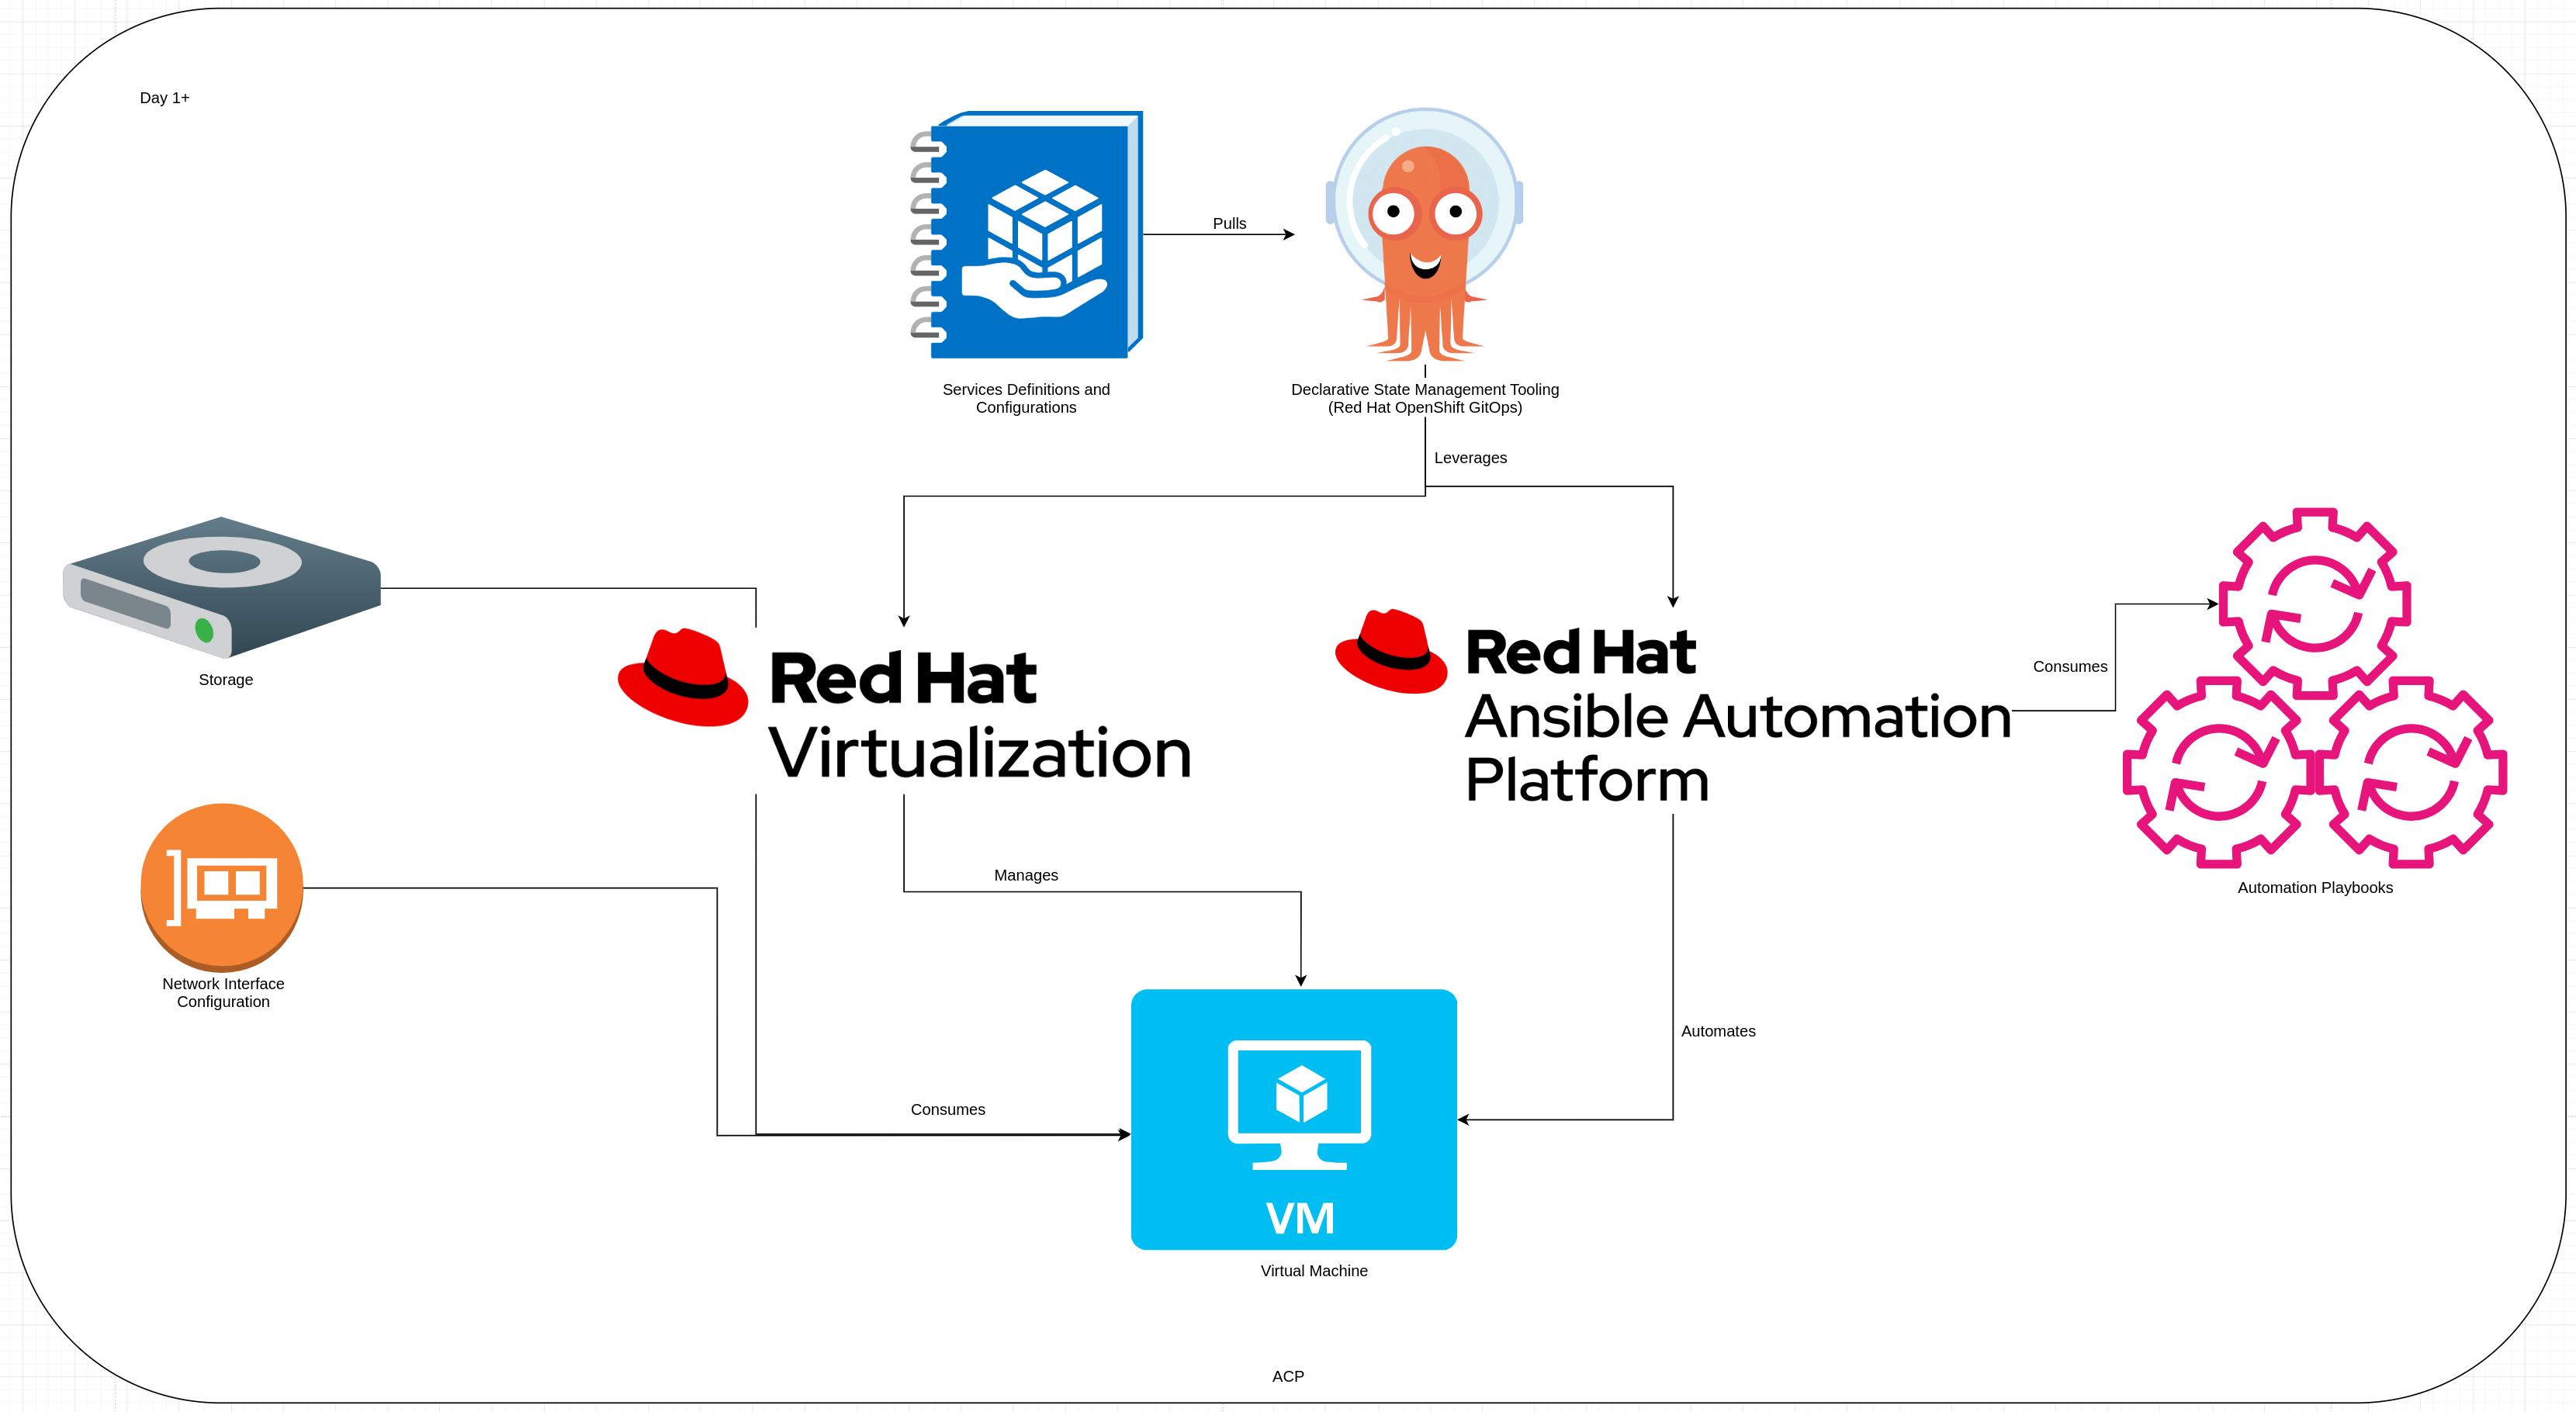 Day 1+
Pulls
Services Definitions and
Configurations
Declarative State Management Tooling
(Red Hat OpenShift GitOps)
Leverages
Storage
Red Hat
Virtualization
Red Hat
Ansible Automation
Platform
Consumes
Automation Playbooks
Network Interface
Configuration
Manages
Automates
Consumes
VM
Virtual Machine
ACP